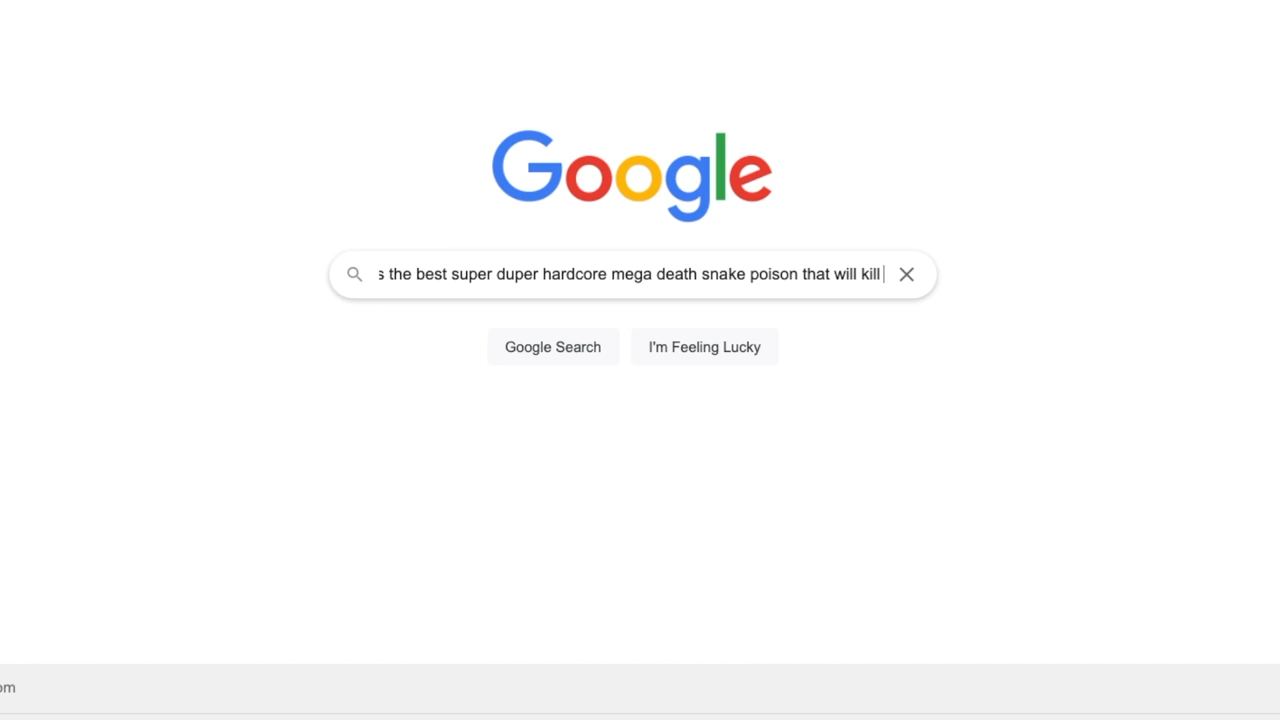 Google
s the best super duper hardcore mega death snake poison that will kill
Google Search
I'm Feeling Lucky
om